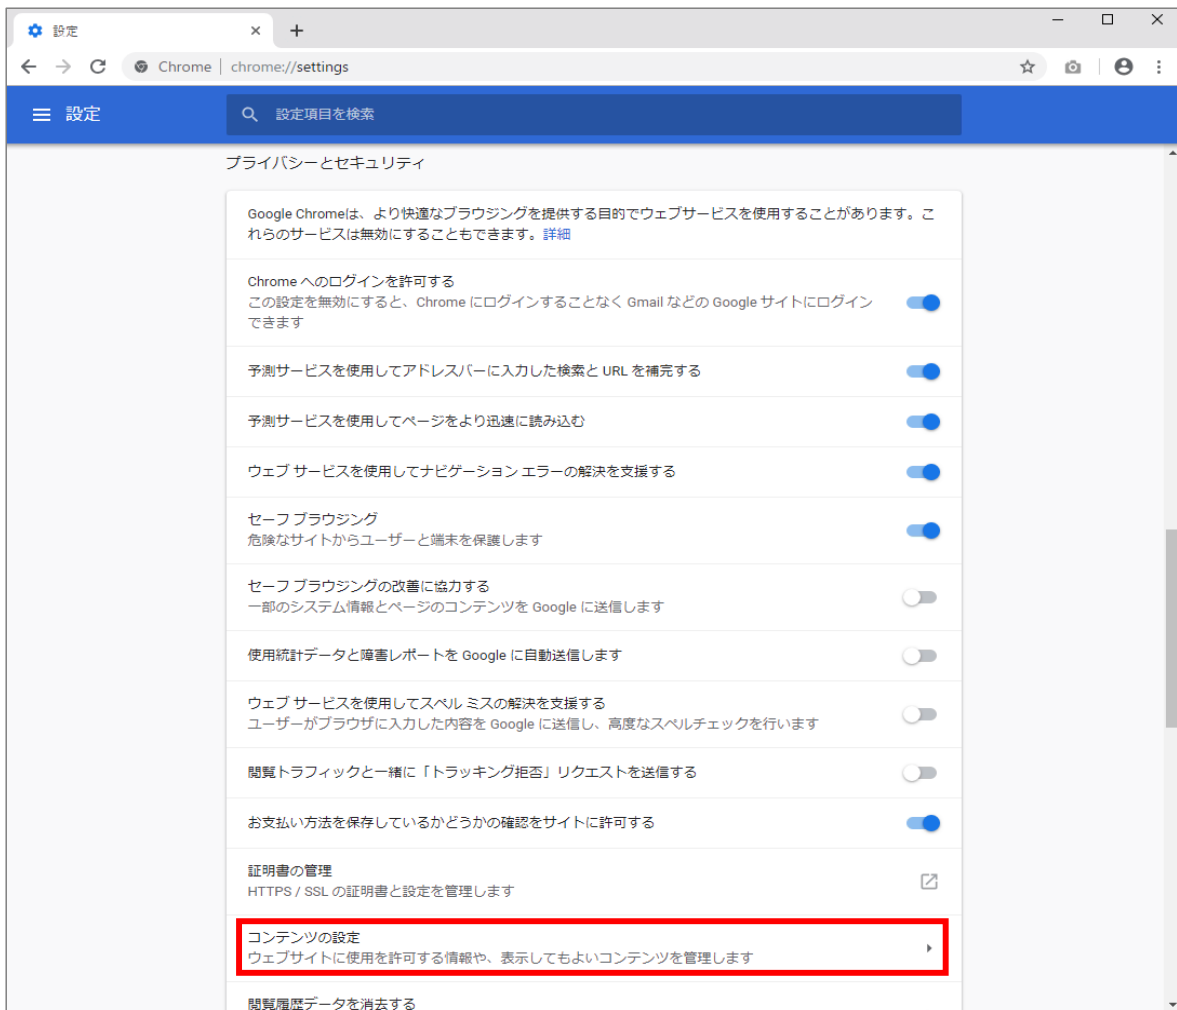 設定
Chrome
chrome://settings
設定
設定項目を検索
プライバシーとセキュリティ
Google Chromeは、より快適なブラウジングを提供する目的でウェブサービスを使用することがあります。こ
れらのサービスは無効にすることもできます。詳細
Chrome へのログインを許可する
この設定を無効にすると、Chrome にログインすることなく Gmail などの Google サイトにログイン
できます
予測サービスを使用してアドレスバーに入力した検索と URL を補完する
予測サービスを使用してページをより迅速に読み込む
ウェブ サービスを使用してナビゲーション エラーの解決を支援する
セーフ ブラウジング
危険なサイトからユーザーと端末を保護します
セーフ ブラウジングの改善に協力する
一部のシステム情報とページのコンテンツを Google に送信します
使用統計データと障害レポートを Google に自動送信します
ウェブ サービスを使用してスペル ミスの解決を支援する
ユーザーがブラウザに入力した内容を Google に送信し、高度なスペルチェックを行います
閲覧トラフィックと一緒に「トラッキング拒否」リクエストを送信する
お支払い方法を保存しているかどうかの確認をサイトに許可する
証明書の管理
HTTPS / SSL の証明書と設定を管理します
コンテンツの設定
ウェブサイトに使用を許可する情報や、表示してもよいコンテンツを管理します
閲覧履歴データを消去する